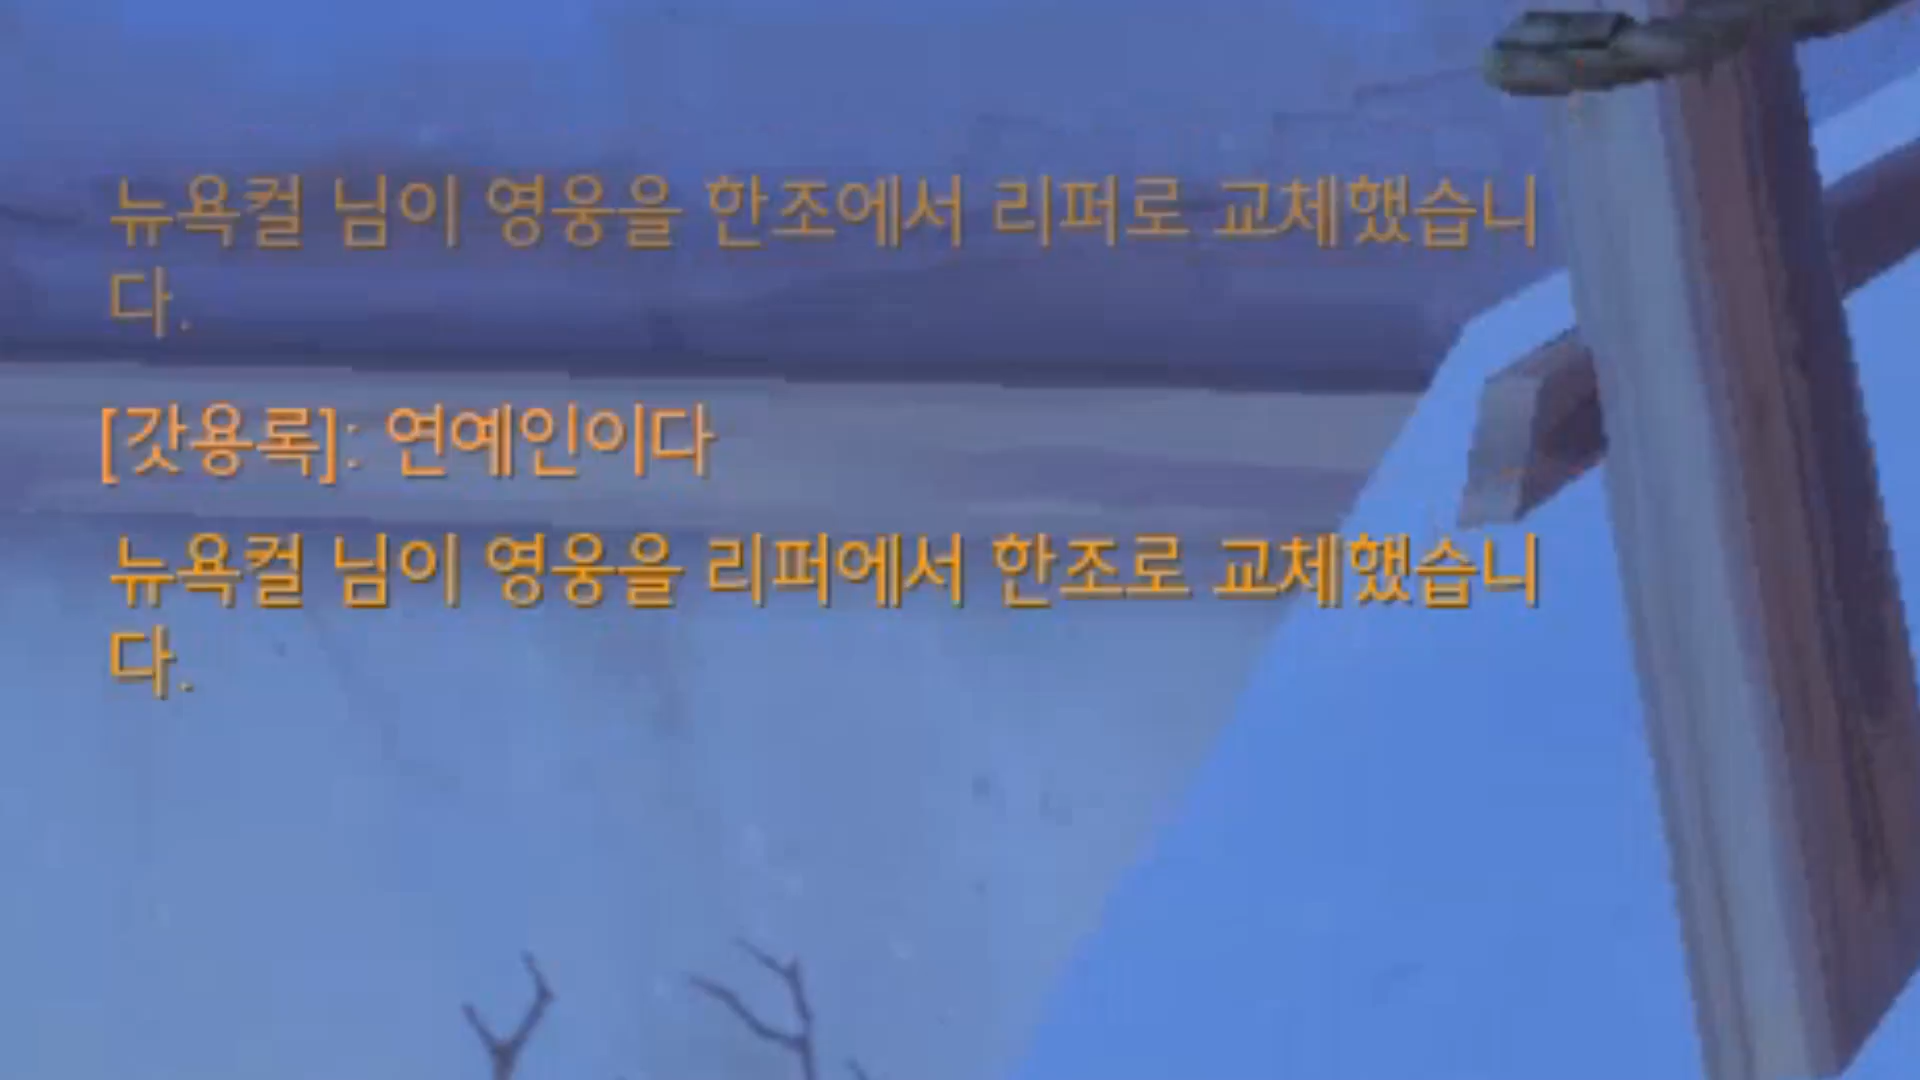 뉴욕컬 님이 영웅을 한조에서 리퍼로 교체했습니
다.
[갓용록]: 연예인이다
뉴욕컬 님이 영웅을 리퍼에서 한조로 교체했습니
다.